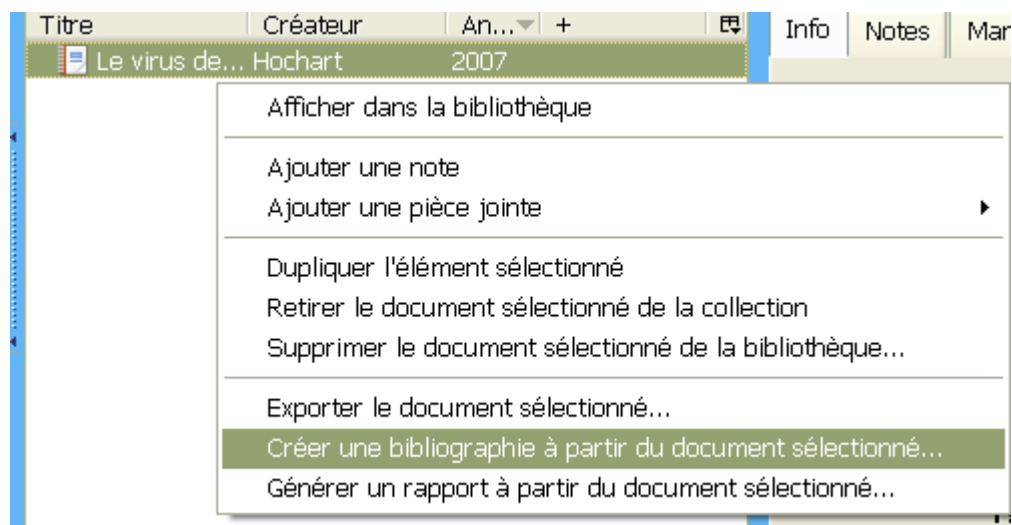 Titre Créateur An... + Info Notes Mar
Le virus de... Hochart 2007
Afficher dans la bibliothèque
Ajouter une note
Ajouter une pièce jointe
Dupliquer l'élément sélectionné
Retirer le document sélectionné de la collection
Supprimer le document sélectionné de la bibliothèque...
Exporter le document sélectionné...
Créer une bibliographie à partir du document sélectionné...
Générer un rapport à partir du document sélectionné...